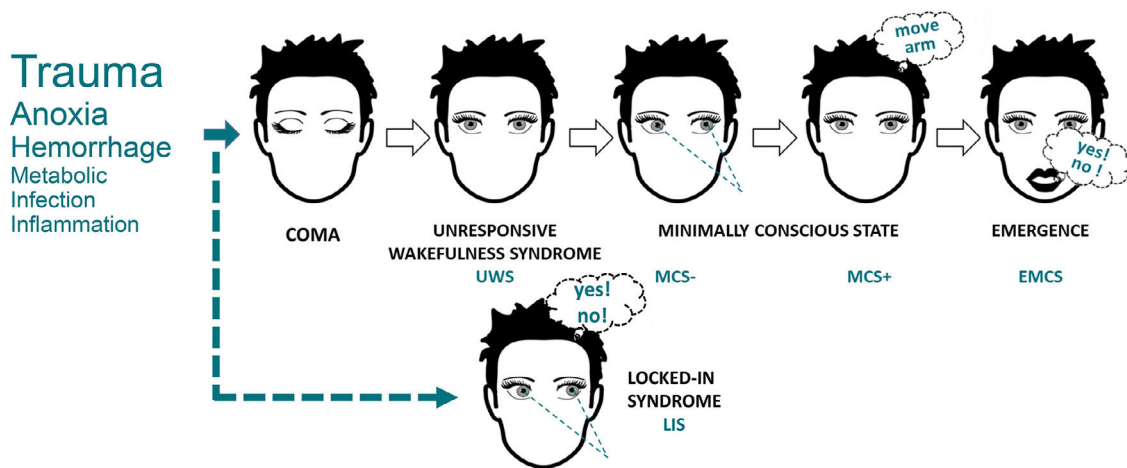 Trauma
Anoxia
Hemorrhage
Metabolic
Infection
Inflammation
move
arm
yes!
no !
COMA
UNRESPONSIVE
WAKEFULNESS SYNDROME
UWS
MINIMALLY CONSCIOUS STATE
MCS-
MCS+
EMERGENCE
EMCS
yes!
no!
LOCKED-IN
SYNDROME
LIS